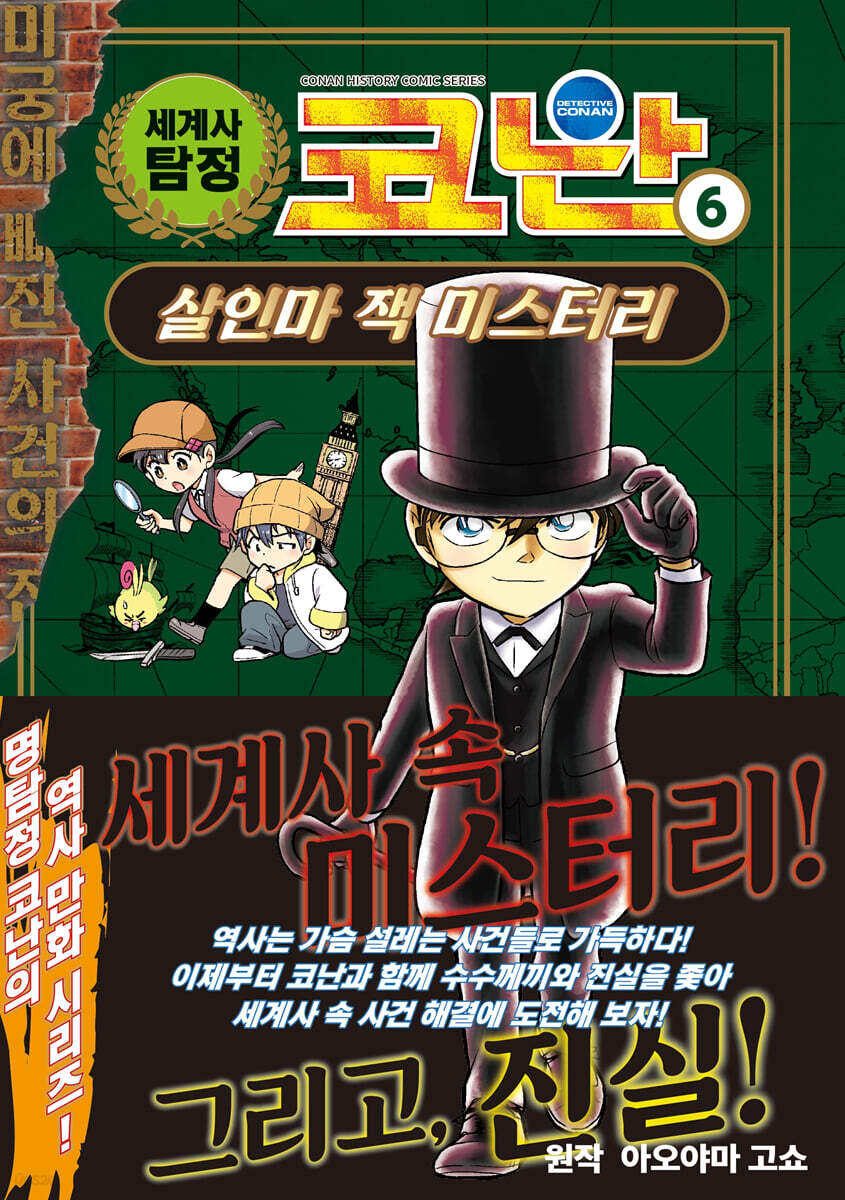 미궁에 빠진 사건의 진
CONAN HISTORY COMIC SERIES
세계사
탐정
코난
DETECTIVE
CONAN
6
살인마 잭 미스터리
명탐정 코난의
역사 만화 시리즈!
세계사 속
미스터리!
역사는 가슴 설레는 사건들로 가득하다!
이제부터 코난과 함께 수수께끼와 진실을 좇아
세계사 속 사건 해결에 도전해 보자!
그리고, 진실!
원작 아오야마 고쇼